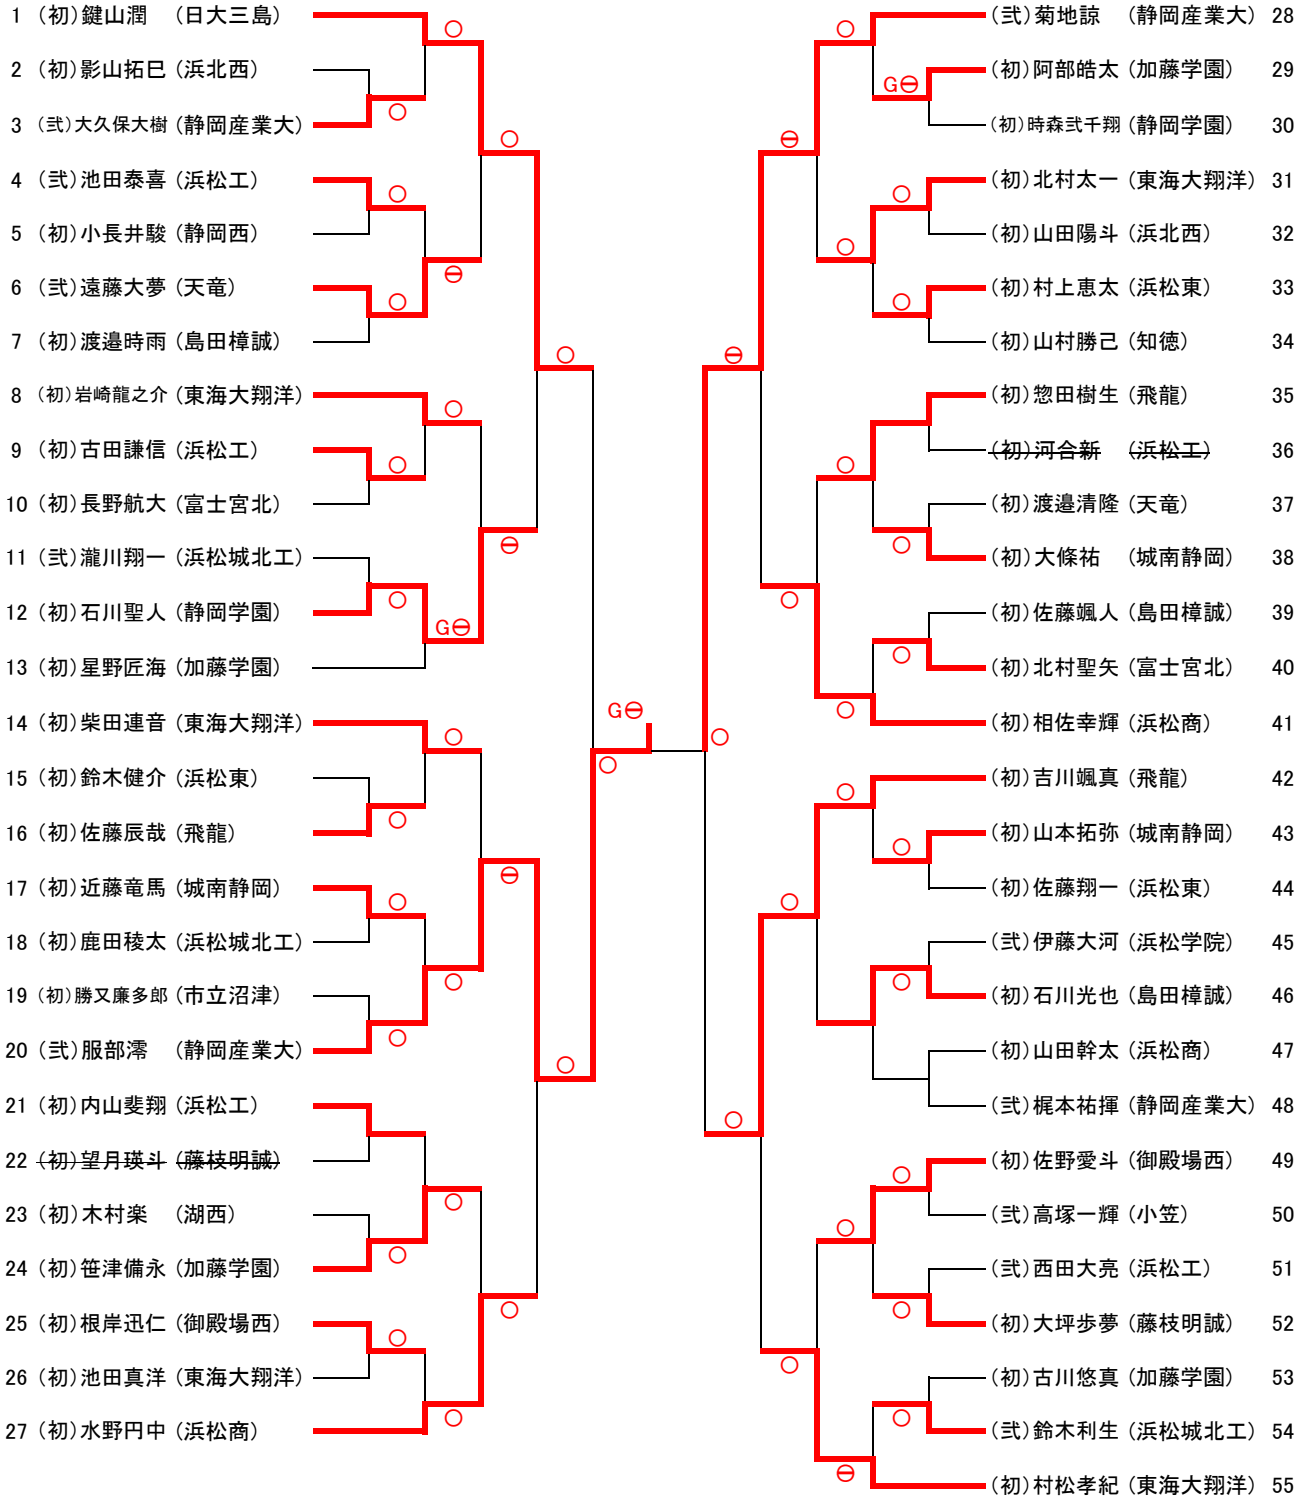 1 (初)鍵山潤 (日大三島)
2 (初)影山拓巳 (浜北西)
3 (弐)大久保大樹 (静岡産業大)
4 (弐)池田泰喜 (浜松工)
5 (初)小長井駿 (静岡西)
6 (弐)遠藤大夢 (天竜)
7 (初)渡邉時雨 (島田樟誠)
8 (初)岩崎龍之介 (東海大翔洋)
9 (初)古田謙信 (浜松工)
10 (初)長野航大 (富士宮北)
11 (弐)瀧川翔一 (浜松城北工)
12 (初)石川聖人 (静岡学園)
13 (初)星野匠海 (加藤学園)
14 (初)柴田連音 (東海大翔洋)
15 (初)鈴木健介 (浜松東)
16 (初)佐藤辰哉 (飛龍)
17 (初)近藤竜馬 (城南静岡)
18 (初)鹿田稜太 (浜松城北工)
19 (初)勝又廉多郎 (市立沼津)
20 (弐)服部澪 (静岡産業大)
21 (初)内山斐翔 (浜松工)
22 (初)望月瑛斗 (藤枝明誠)
23 (初)木村楽 (湖西)
24 (初)笹津備永 (加藤学園)
25 (初)根岸迅仁 (御殿場西)
26 (初)池田真洋 (東海大翔洋)
27 (初)水野円中 (浜松商)
G
G
(弐)菊地諒 (静岡産業大) 28
(初)阿部皓太 (加藤学園) 29
(初)時森弐千翔 (静岡学園) 30
(初)北村太一 (東海大翔洋) 31
(初)山田陽斗 (浜北西) 32
(初)村上恵太 (浜松東) 33
(初)山村勝己 (知徳) 34
(初)惣田樹生 (飛龍) 35
(初)河合新 (浜松工) 36
(初)渡邉清隆 (天竜) 37
(初)大條祐 (城南静岡) 38
(初)佐藤颯人 (島田樟誠) 39
(初)北村聖矢 (富士宮北) 40
(初)相佐幸輝 (浜松商) 41
(初)吉川颯真 (飛龍) 42
(初)山本拓弥 (城南静岡) 43
(初)佐藤翔一 (浜松東) 44
(弐)伊藤大河 (浜松学院) 45
(初)石川光也 (島田樟誠) 46
(初)山田幹太 (浜松商) 47
(弐)梶本祐揮 (静岡産業大) 48
(初)佐野愛斗 (御殿場西) 49
(弐)高塚一輝 (小笠) 50
(弐)西田大亮 (浜松工) 51
(初)大坪歩夢 (藤枝明誠) 52
(初)古川悠真 (加藤学園) 53
(弐)鈴木利生 (浜松城北工) 54
(初)村松孝紀 (東海大翔洋) 55
G